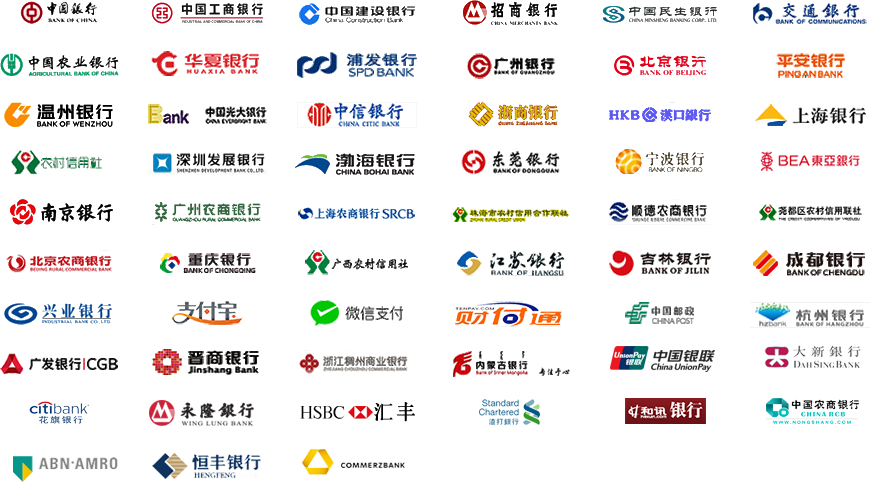 中国银行
BANK OF CHINA
中国工商银行
INDUSTRIAL AND COMMERCIAL BANK OF CHINA
中国建设银行
China Construction Bank
招商银行
CHINA MERCHANTS BANK
中国民生银行
CHINA MINSHENG BANKING CORP., LTD.
交通银行
BANK OF COMMUNICATIONS
中国农业银行
AGRICULTURAL BANK OF CHINA
华夏银行
HUAXIA BANK
浦发银行
SPD BANK
广州银行
BANK OF GUANGZHOU
北京银行
BANK OF BEIJING
平安银行
PING AN BANK
温州银行
BANK OF WENZHOU
Bank
中国光大银行
CHINA EVERBRIGHT BANK
中信银行
CHINA CITIC BANK
浙商银行
CHINA ZHESHANG BANK
HKB 漢口銀行
上海银行
农村信用社
深圳发展银行
SHENZHEN DEVELOPMENT BANK CO., LTD.
渤海银行
CHINA BOHAI BANK
东莞银行
BANK OF DONGGUAN
宁波银行
BANK OF NINGBO
BEA東亞銀行
南京银行
广州农商银行
GUANGZHOU RURAL COMMERCIAL BANK
上海农商银行 SRCB
珠海市农村信用合作联社
ZHUHAI RURAL CREDIT UNION
顺德农商银行
SHUNDE RURAL COMMERCIAL BANK
尧都区农村信用联社
北京农商银行
BEIJING RURAL COMMERCIAL BANK
重庆银行
BANK OF CHONGQING
广西农村信用社
江苏银行
BANK OF JIANGSU
吉林银行
BANK OF JILIN
成都银行
BANK OF CHENGDU
兴业银行
INDUSTRIAL BANK CO.,LTD.
支付宝
微信支付
TENPAY.COM
财付通
中国邮政
CHINA POST
hzbank
杭州银行
BANK OF HANGZHOU
广发银行|CGB
晋商银行
Jinshang Bank
浙江稠州商业银行
ZHEJIANG CHOUZHOU COMMERCIAL BANK
内蒙古银行
Bank of Inner Mongolia
UnionPay
银联
中国银联
China UnionPay
大新銀行
DAH SING BANK
citibank
花旗银行
永隆銀行
WING LUNG BANK
HSBC 汇丰
Standard
Chartered
渣打銀行
和讯 银行
中国农商银行
CHINA RCB
WWW.NONGSHANG.COM
ABN·AMRO
恒丰银行
HENGFENG
COMMERZBANK